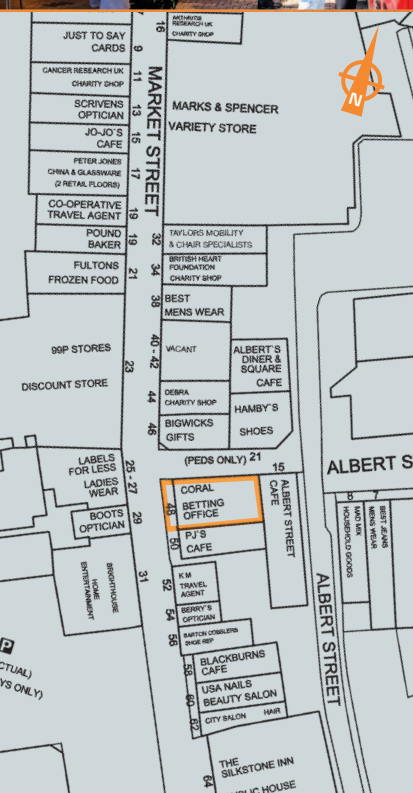 16
ARTHRITIS
RESEARCH UK
CHARITY SHOP
JUST TO SAY
CARDS
9
CANCER RESEARCH UK
CHARITY SHOP
11
SCRIVENS
OPTICIAN
13
JO-JO'S
CAFE
15
PETER JONES
CHINA & GLASSWARE
(2 RETAIL FLOORS)
17
CO-OPERATIVE
TRAVEL AGENT
19
POUND
BAKER
19
FULTONS
FROZEN FOOD
21
MARKET STREET
MARKS & SPENCER
VARIETY STORE
N
32
TAYLORS MOBILITY
& CHAIR SPECIALISTS
34
BRITISH HEART
FOUNDATION
CHARITY SHOP
38
BEST
MENS WEAR
40 - 42
VACANT
ALBERT'S
DINER &
SQUARE
CAFE
99P STORES
DISCOUNT STORE
23
44
DEBRA
CHARITY SHOP
HAMBY'S
SHOES
46
BIGWICKS
GIFTS
(PEDS ONLY) 21
15
ALBERT S
LABELS
FOR LESS
LADIES
WEAR
25 - 27
BOOTS
OPTICIAN
29
48
CORAL
BETTING
OFFICE
ALBERT STREET
CAFE
50
PJ'S
CAFE
8
7
MAD MIX
HOUSEHOLD GOODS
BEST JEANS
MENS WEAR
BRIGHTHOUSE
HOME
ENTERTAINMENT
31
52
KM
TRAVEL
AGENT
54
BERRY'S
OPTICIAN
56
BARTON COBBLERS
SHOE REP
ALBERT STREET
58
BLACKBURNS
CAFE
60
USA NAILS
BEAUTY SALON
62
CITY SALON HAIR
P
CTUAL)
YS ONLY)
64
THE
SILKSTONE INN
BLIC HOUSE